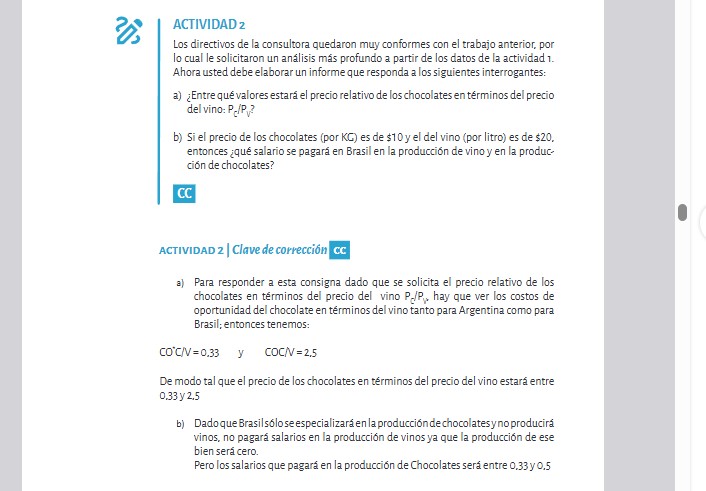 ACTIVIDAD 2
Los directivos de la consultora quedaron muy conformes con el trabajo anterior, por
lo cual le solicitaron un análisis más profundo a partir de los datos de la actividad 1.
Ahora usted debe elaborar un informe que responda a los siguientes interrogantes:
a) ¿Entre qué valores estará el precio relativo de los chocolates en términos del precio
del vino: PC/PV?
b) Si el precio de los chocolates (por KG) es de $10 y el del vino (por litro) es de $20,
entonces ¿qué salario se pagará en Brasil en la producción de vino y en la produc-
ción de chocolates?
CC
ACTIVIDAD 2 | Clave de corrección CC
a) Para responder a esta consigna dado que se solicita el precio relativo de los
chocolates en términos del precio del vino PC/PV, hay que ver los costos de
oportunidad del chocolate en términos del vino tanto para Argentina como para
Brasil; entonces tenemos:
CO*C/V = 0,33 y COC/V = 2,5
De modo tal que el precio de los chocolates en términos del precio del vino estará entre
0,33 y 2,5
b) Dado que Brasil sólo se especializará en la producción de chocolates y no producirá
vinos, no pagará salarios en la producción de vinos ya que la producción de ese
bien será cero.
Pero los salarios que pagará en la producción de Chocolates será entre 0,33 y 0,5